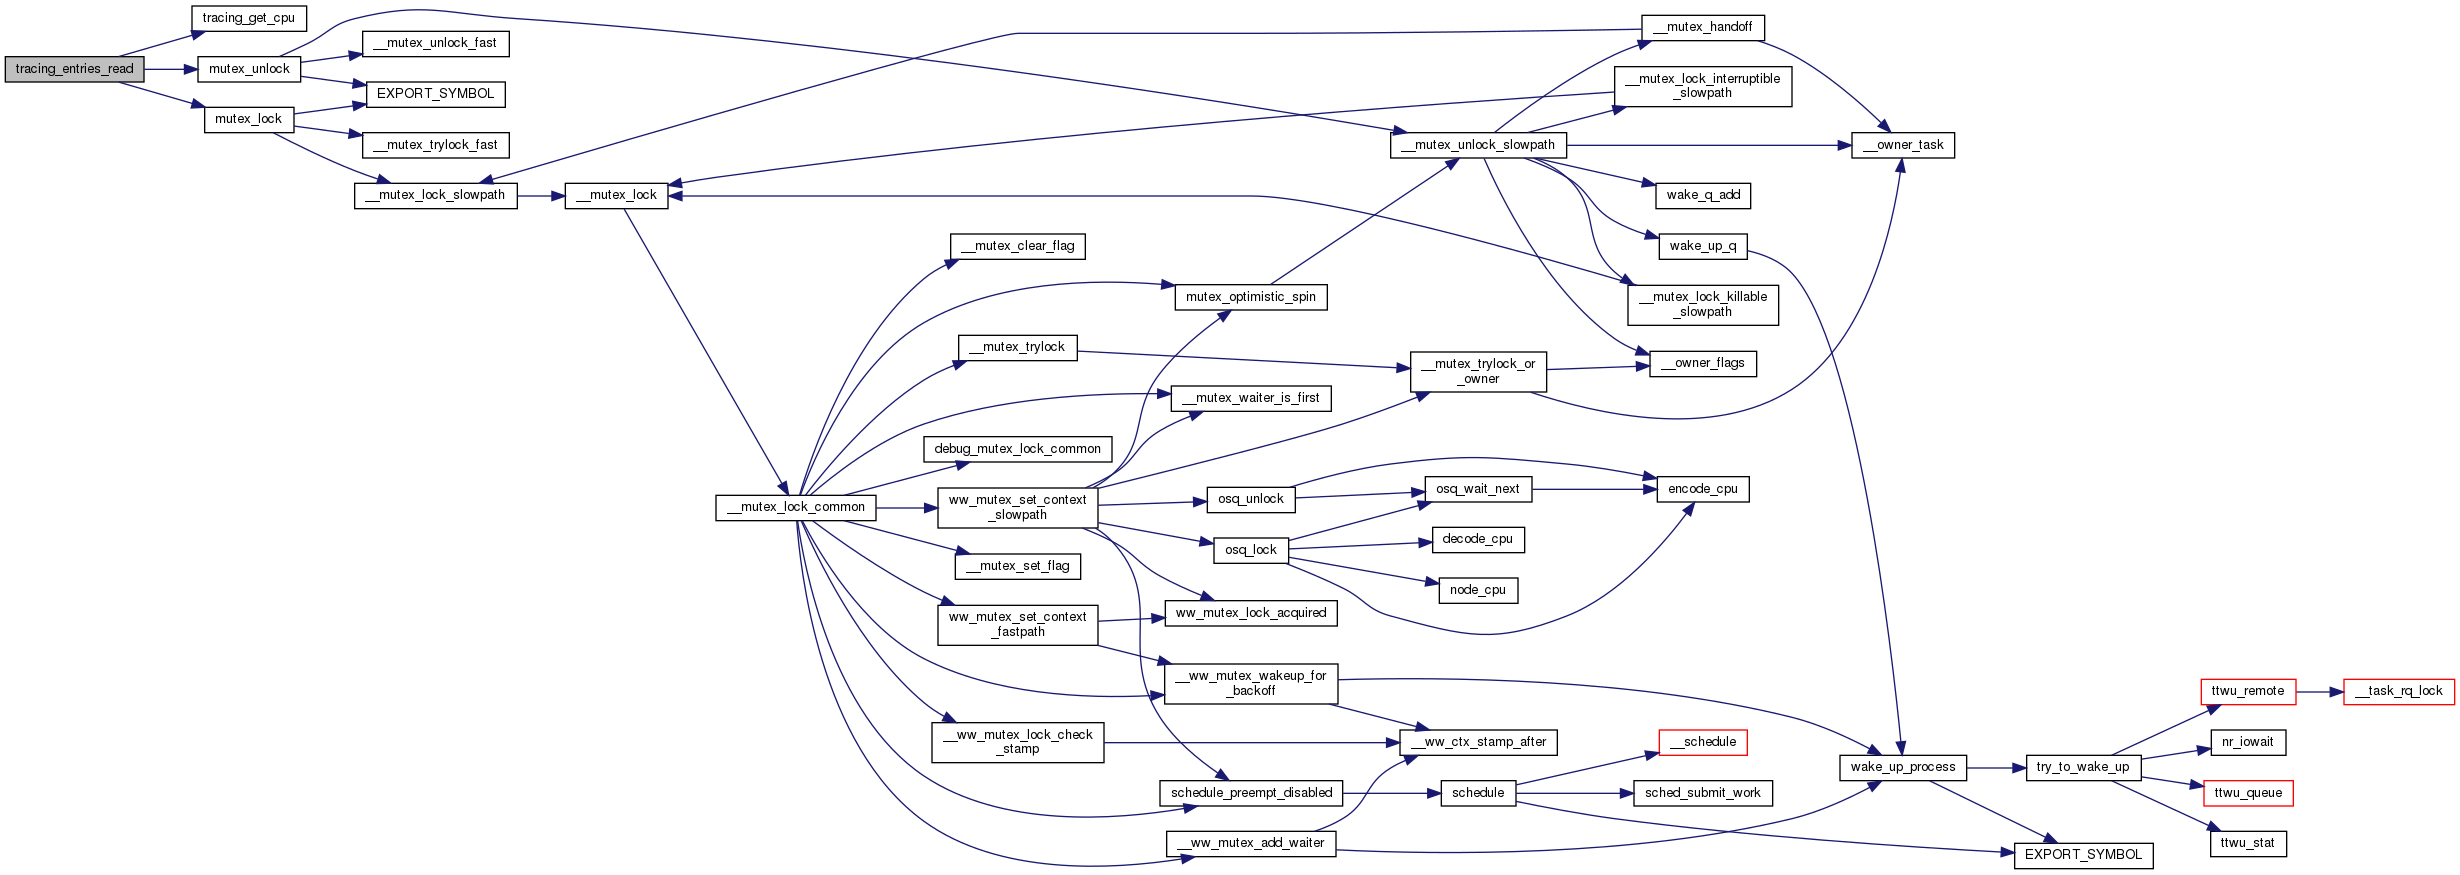 tracing_entries_read
tracing_get_cpu
mutex_unlock
mutex_lock
__mutex_unlock_fast
EXPORT_SYMBOL
__mutex_trylock_fast
__mutex_lock_slowpath
__mutex_lock
__mutex_lock_common
__mutex_clear_flag
__mutex_trylock
debug_mutex_lock_common
ww_mutex_set_context
_slowpath
__mutex_set_flag
ww_mutex_set_context
_fastpath
__ww_mutex_lock_check
_stamp
mutex_optimistic_spin
__mutex_waiter_is_first
osq_unlock
osq_lock
ww_mutex_lock_acquired
__ww_mutex_wakeup_for
_backoff
schedule_preempt_disabled
__ww_mutex_add_waiter
__mutex_unlock_slowpath
__mutex_trylock_or
_owner
osq_wait_next
decode_cpu
node_cpu
__ww_ctx_stamp_after
schedule
__mutex_handoff
__mutex_lock_interruptible
_slowpath
wake_q_add
wake_up_q
__mutex_lock_killable
_slowpath
__owner_flags
encode_cpu
__schedule
sched_submit_work
__owner_task
wake_up_process
EXPORT_SYMBOL
try_to_wake_up
ttwu_remote
nr_iowait
ttwu_queue
ttwu_stat
__task_rq_lock